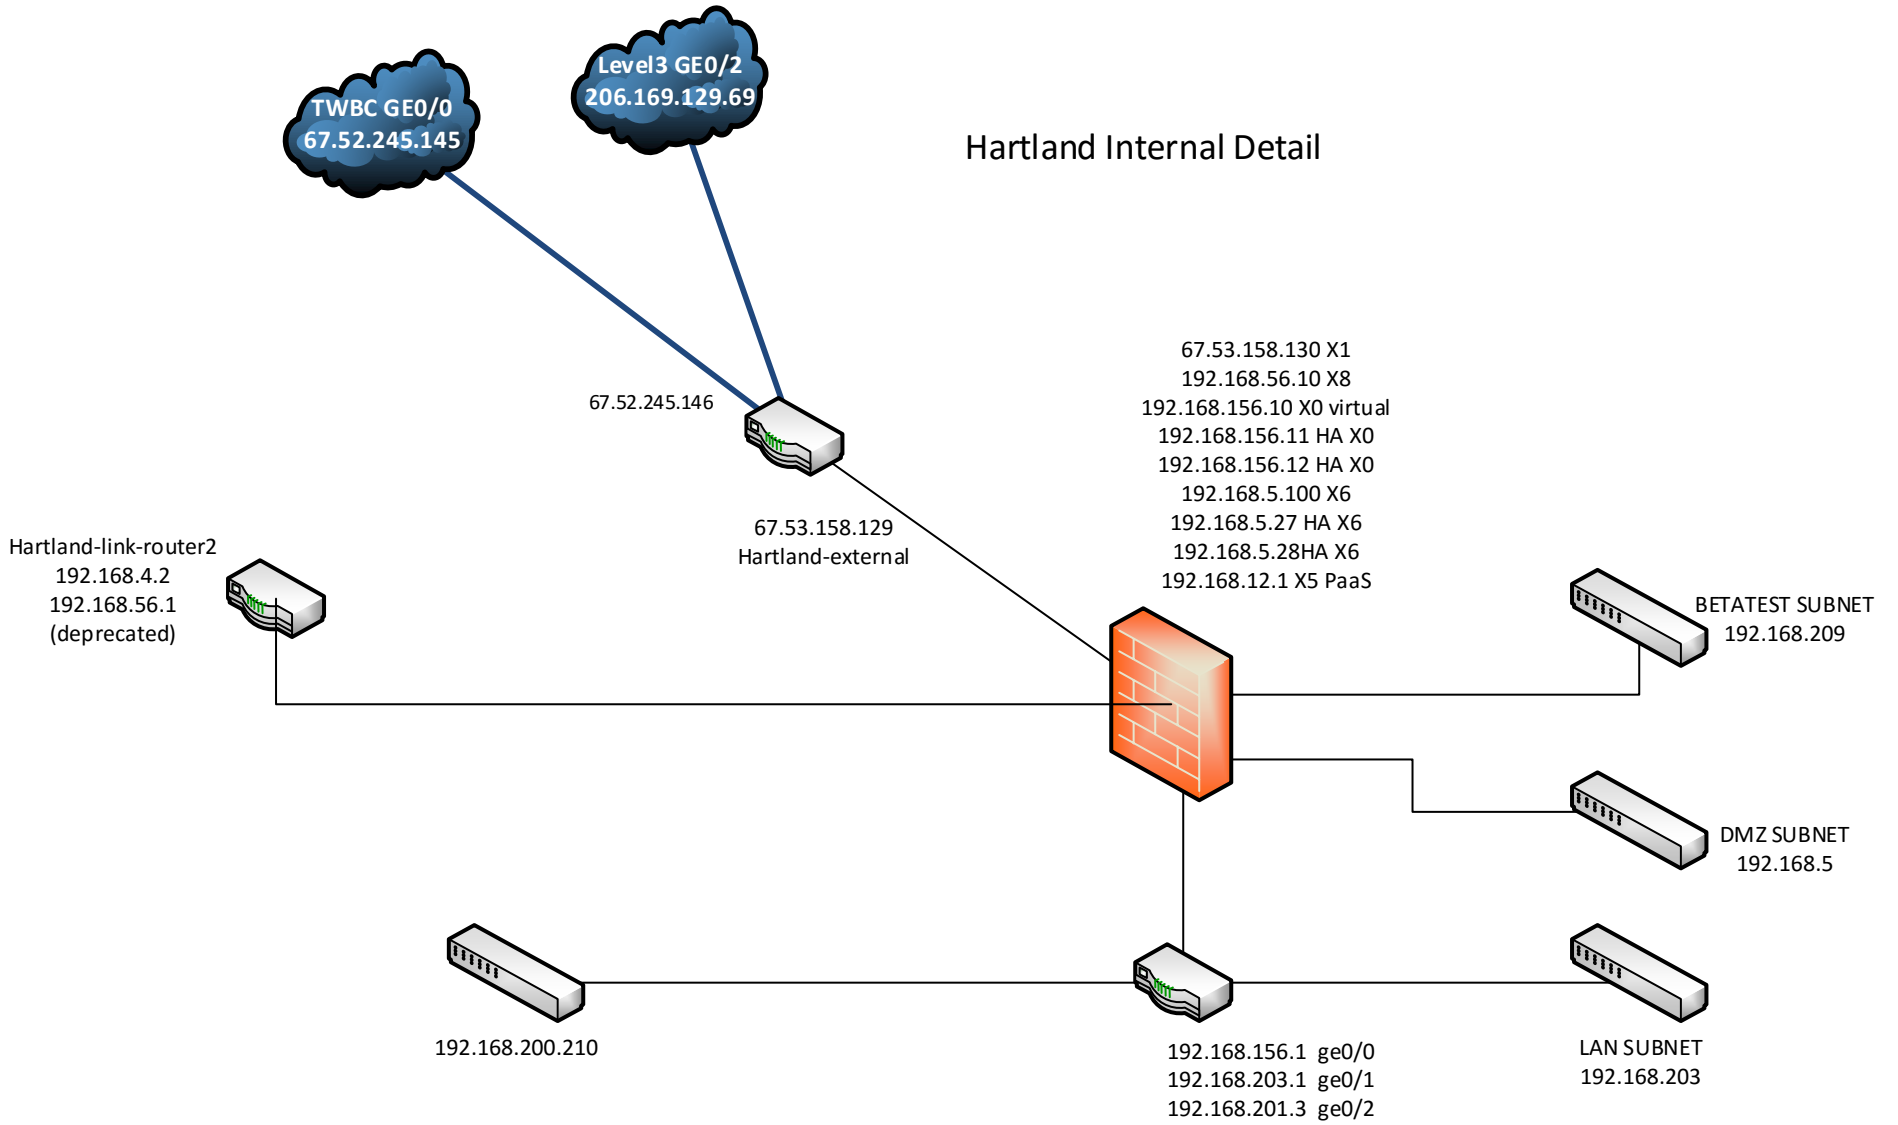 Level3 GE0/2
206.169.129.69
TWBC GE0/0
67.52.245.145
Hartland Internal Detail
67.53.158.130 X1
192.168.56.10 X8
192.168.156.10 X0 virtual
192.168.156.11 HA X0
192.168.156.12 HA X0
192.168.5.100 X6
192.168.5.27 HA X6
192.168.5.28HA X6
192.168.12.1 X5 PaaS
67.52.245.146
67.53.158.129
Hartland-external
Hartland-link-router2
192.168.4.2
192.168.56.1
(deprecated)
BETATEST SUBNET
192.168.209
DMZ SUBNET
192.168.5
192.168.200.210
192.168.156.1  ge0/0
192.168.203.1  ge0/1
192.168.201.3  ge0/2
LAN SUBNET
192.168.203